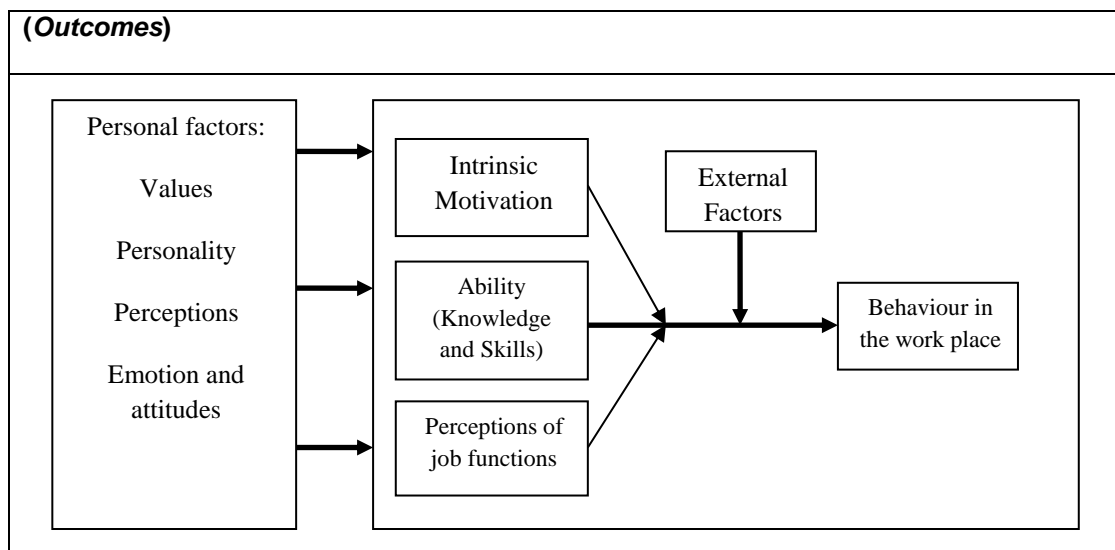 (Outcomes)
Personal factors:
Values
Personality
Perceptions
Emotion and
attitudes
Intrinsic
Motivation
Ability
(Knowledge
and Skills)
Perceptions of
job functions
External
Factors
Behaviour in
the work place